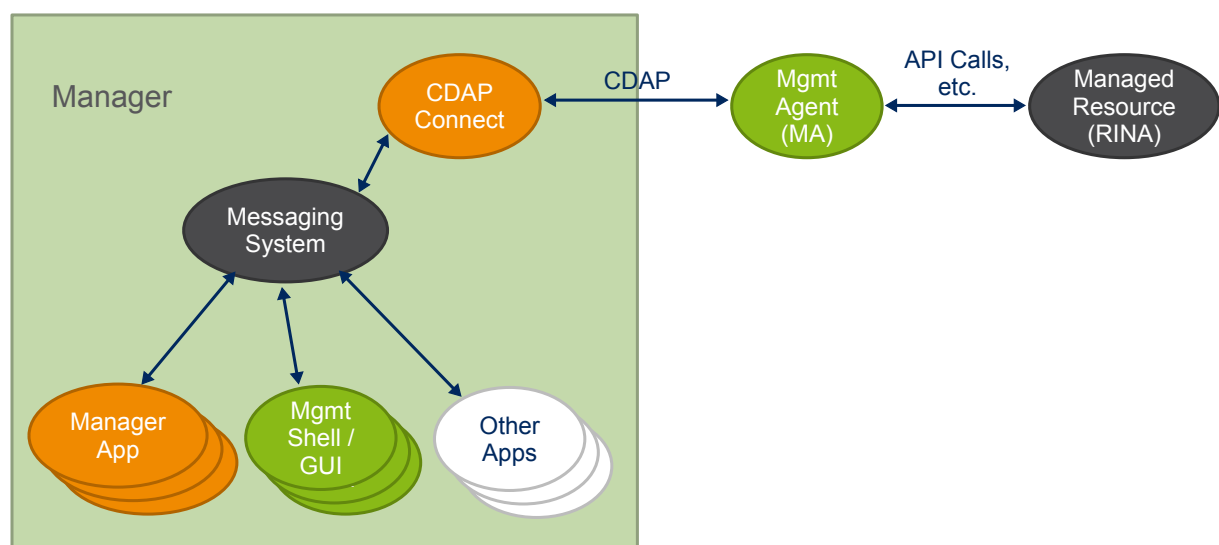 Manager
CDAP
Connect
CDAP
Mgmt
Agent
(MA)
API Calls,
etc.
Managed
Resource
(RINA)
Messaging
System
Manager
App
Mgmt
Shell /
GUI
Other
Apps